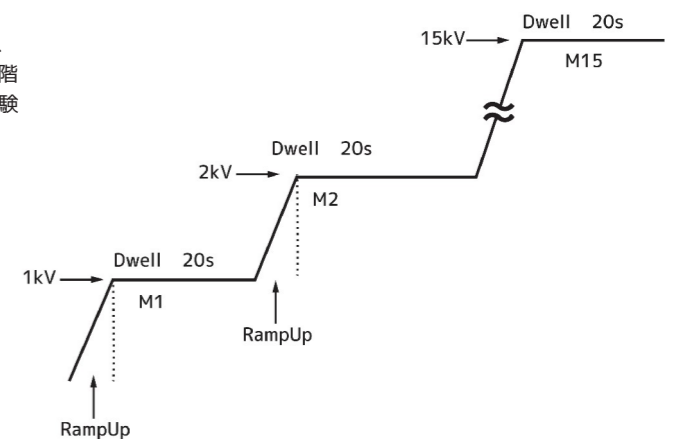 階
験
Dwell 20s
15kV
M15
Dwell 20s
2kV
M2
Dwell 20s
1kV
M1
RampUp
RampUp